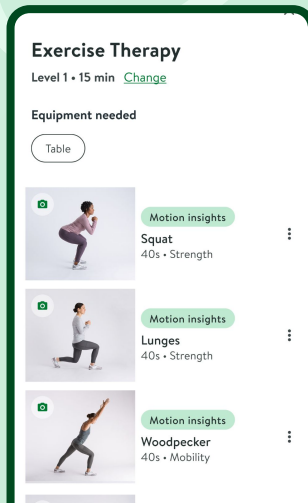 Exercise Therapy
Level 1 • 15 min Change
Equipment needed
Table
Motion insights
Squat
40s • Strength
Motion insights
Lunges
40s • Strength
Motion insights
Woodpecker
40s • Mobility